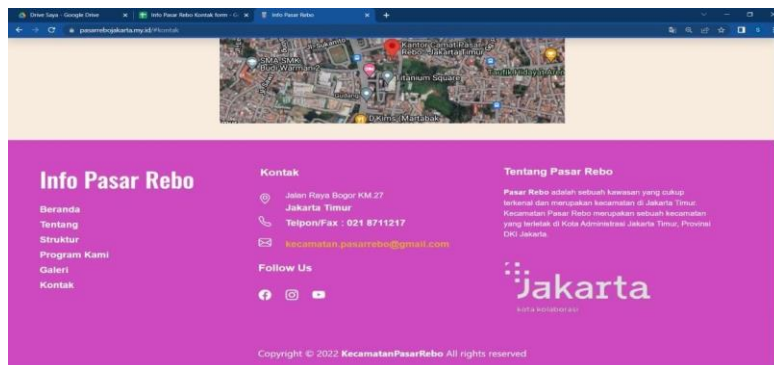 Drive Saya - Google Drive
Info Pasar Rebo Kontak form - G
Info Pasar Rebo
pasarrebojakarta.my.id/#kontak
SMA SMK
Budi Warman 2
Kantor Camat Pasar
Rebo, Jakarta Timur
Titanium Square
Gudang
D'Kims' Martabak
Info Pasar Rebo
Beranda
Tentang
Struktur
Program Kami
Galeri
Kontak
Kontak
Jalan Raya Bogor KM.27
Jakarta Timur
Telpon/Fax : 021 8711217
kecamatan.pasarrebo@gmail.com
Follow Us
Tentang Pasar Rebo
Pasar Rebo adalah sebuah kawasan yang cukup
terkenal dan merupakan kecamatan di Jakarta Timur.
Kecamatan Pasar Rebo merupakan sebuah kecamatan
yang terletak di Kota Administrasi Jakarta Timur, Provinsi
DKI Jakarta.
Jakarta
kota kolaborasi
Copyright © 2022 KecamatanPasarRebo All rights reserved